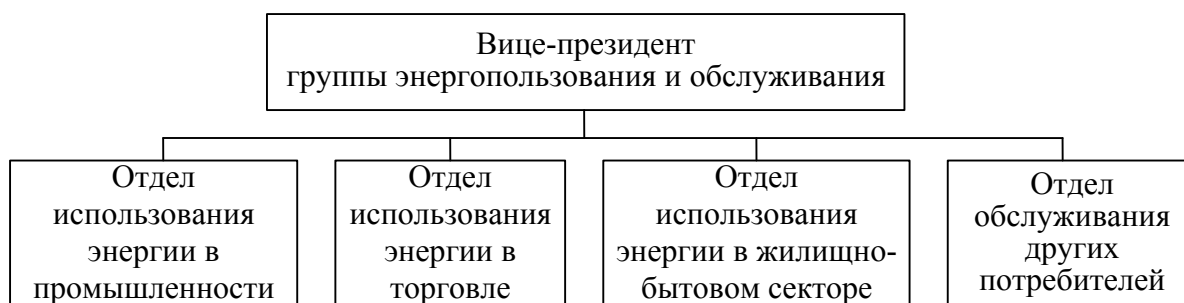 Вице-президент
группы энергопользования и обслуживания
Отдел
использования
энергии в
промышленности
Отдел
использования
энергии в
торговле
Отдел
использования
энергии в жилищно-
бытовом секторе
Отдел
обслуживания
других
потребителей